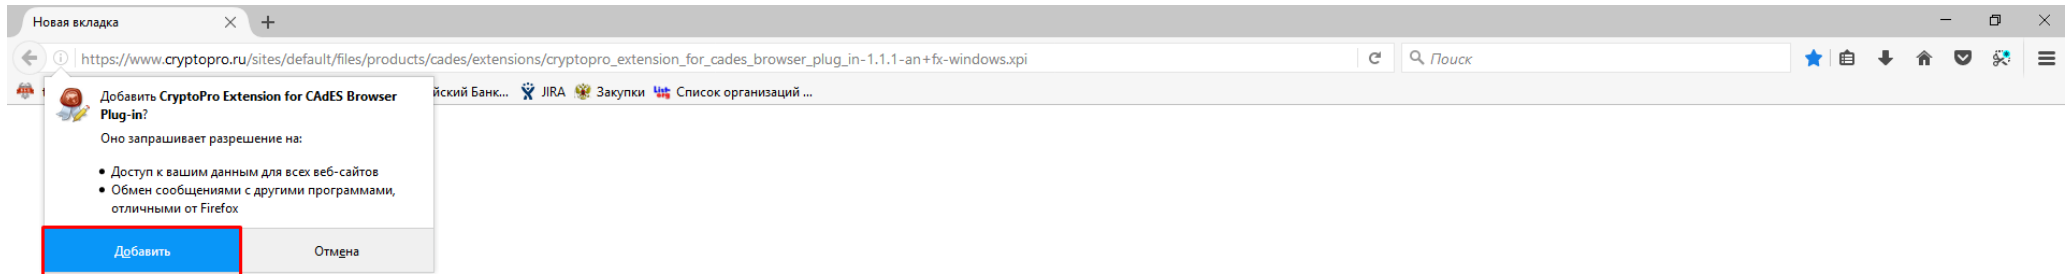 Новая вкладка
https://www.cryptopro.ru/sites/default/files/products/cades/extensions/cryptopro_extension_for_cades_browser_plug_in-1.1.1-an+fx-windows.xpi
Поиск
йский Банк... JIRA Закупки Список организаций ...
Добавить CryptoPro Extension for CAdES Browser
Plug-in?
Оно запрашивает разрешение на:
• Доступ к вашим данным для всех веб-сайтов
• Обмен сообщениями с другими программами,
отличными от Firefox
Добавить Отмена